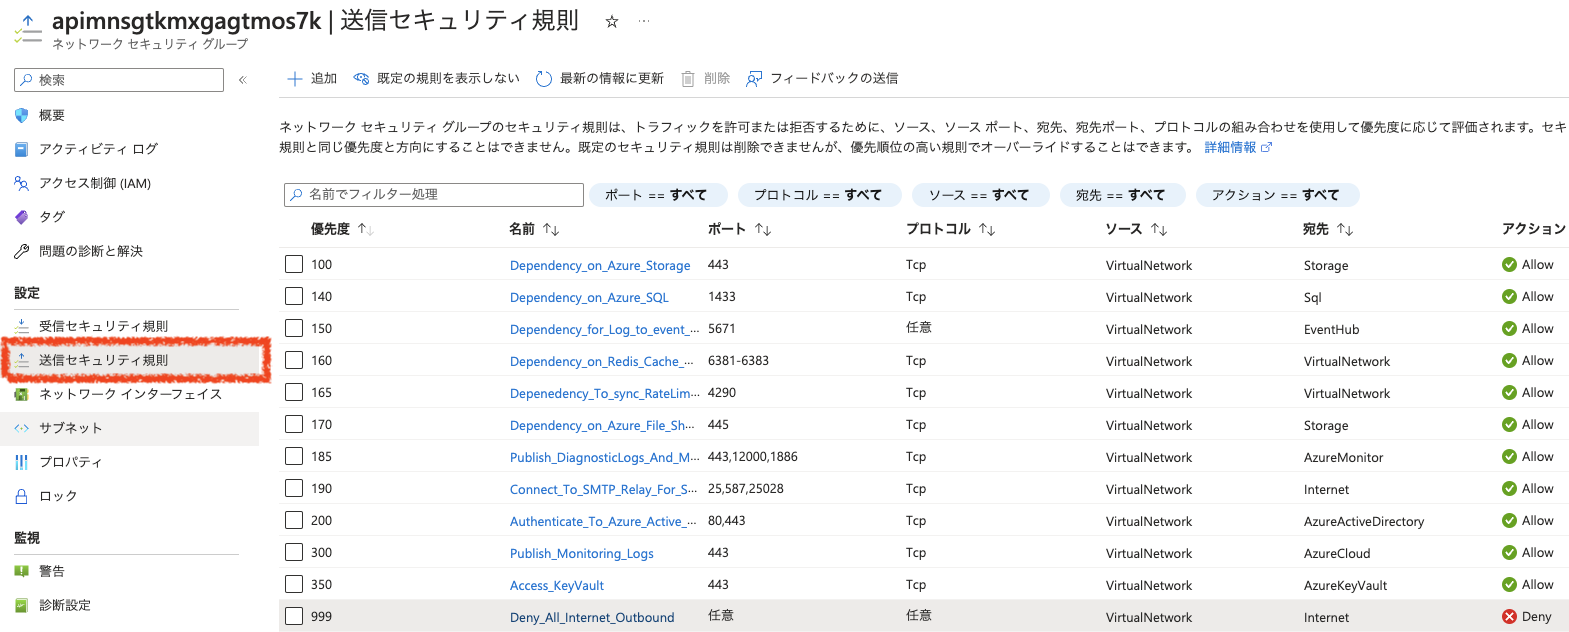 apimnsgtkmxgagtmos7k | 送信セキュリティ規則
ネットワーク セキュリティ グループ
検索
概要
アクティビティ ログ
アクセス制御 (IAM)
タグ
問題の診断と解決
設定
受信セキュリティ規則
送信セキュリティ規則
ネットワーク インターフェイス
サブネット
プロパティ
ロック
監視
警告
診断設定
追加 既定の規則を表示しない 最新の情報に更新 削除 フィードバックの送信
ネットワーク セキュリティ グループのセキュリティ規則は、トラフィックを許可または拒否するために、ソース、ソース ポート、宛先、宛先ポート、プロトコルの組み合わせを使用して優先度に応じて評価されます。セキ
規則と同じ優先度と方向にすることはできません。既定のセキュリティ規則は削除できませんが、優先順位の高い規則でオーバーライドすることはできます。 詳細情報
名前でフィルター処理 ポート == すべて プロトコル == すべて ソース == すべて 宛先 == すべて アクション == すべて
優先度 ↑↓ 名前 ↑↓ ポート ↑↓ プロトコル ↑↓ ソース ↑↓ 宛先 ↑↓ アクション
100 Dependency_on_Azure_Storage 443 Tcp VirtualNetwork Storage Allow
140 Dependency_on_Azure_SQL 1433 Tcp VirtualNetwork Sql Allow
150 Dependency_for_Log_to_event_... 5671 任意 VirtualNetwork EventHub Allow
160 Dependency_on_Redis_Cache_... 6381-6383 Tcp VirtualNetwork VirtualNetwork Allow
165 Depenedency_To_sync_RateLim... 4290 Tcp VirtualNetwork VirtualNetwork Allow
170 Dependency_on_Azure_File_Sh... 445 Tcp VirtualNetwork Storage Allow
185 Publish_DiagnosticLogs_And_M... 443,12000,1886 Tcp VirtualNetwork AzureMonitor Allow
190 Connect_To_SMTP_Relay_For_S... 25,587,25028 Tcp VirtualNetwork Internet Allow
200 Authenticate_To_Azure_Active_... 80,443 Tcp VirtualNetwork AzureActiveDirectory Allow
300 Publish_Monitoring_Logs 443 Tcp VirtualNetwork AzureCloud Allow
350 Access_KeyVault 443 Tcp VirtualNetwork AzureKeyVault Allow
999 Deny_All_Internet_Outbound 任意 任意 VirtualNetwork Internet Deny